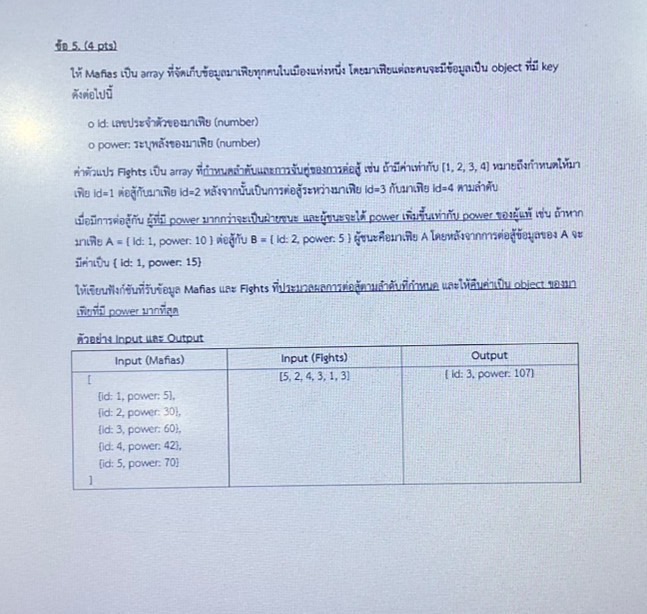 ข้อ 5. (4 pts)
ให้ Mafias เป็น array ที่จัดเก็บข้อมูลมาเฟียทุกคนในเมืองแห่งหนึ่ง โดยมาเฟียแต่ละคนจะมีข้อมูลเป็น object ที่มี key
ดังต่อไปนี้
o id: เลขประจำตัวของมาเฟีย (number)
o power: ระบุพลังของมาเฟีย (number)
ค่าตัวแปร Fights เป็น array ที่กำหนดลำดับและการจับคู่ของการต่อสู้ เช่น ถ้ามีค่าเท่ากับ [1, 2, 3, 4] หมายถึงกำหนดให้มา
เฟีย id=1 ต่อสู้กับมาเฟีย id=2 หลังจากนั้นเป็นการต่อสู้ระหว่างมาเฟีย id=3 กับมาเฟีย id=4 ตามลำดับ
เมื่อมีการต่อสู้กัน ผู้ที่มี power มากกว่าจะเป็นฝ่ายชนะ และผู้ชนะจะได้ power เพิ่มขึ้นเท่ากับ power ของผู้แพ้ เช่น ถ้าหาก
มาเฟีย A = { id: 1, power: 10 } ต่อสู้กับ B = { id: 2, power: 5 } ผู้ชนะคือมาเฟีย A โดยหลังจากการต่อสู้ข้อมูลของ A จะ
มีค่าเป็น { id: 1, power: 15}
ให้เขียนฟังก์ชันที่รับข้อมูล Mafias และ Fights ที่ประมวลผลการต่อสู้ตามลำดับที่กำหนด และให้คืนค่าเป็น object ของมา
เฟียที่มี power มากที่สุด
ตัวอย่าง Input และ Output
Input (Mafias) Input (Fights) Output
[ [5, 2, 4, 3, 1, 3] { id: 3, power: 107}
{id: 1, power: 5},
{id: 2, power: 30},
{id: 3, power: 60},
{id: 4, power: 42},
{id: 5, power: 70}
]